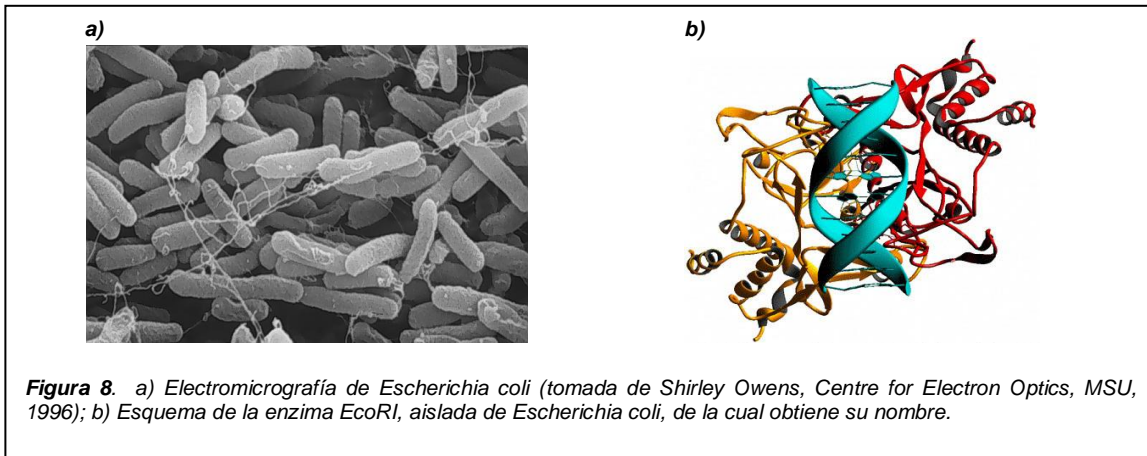 a)
b)
Figura 8. a) Electromicrografía de Escherichia coli (tomada de Shirley Owens, Centre for Electron Optics, MSU,
1996); b) Esquema de la enzima EcoRI, aislada de Escherichia coli, de la cual obtiene su nombre.